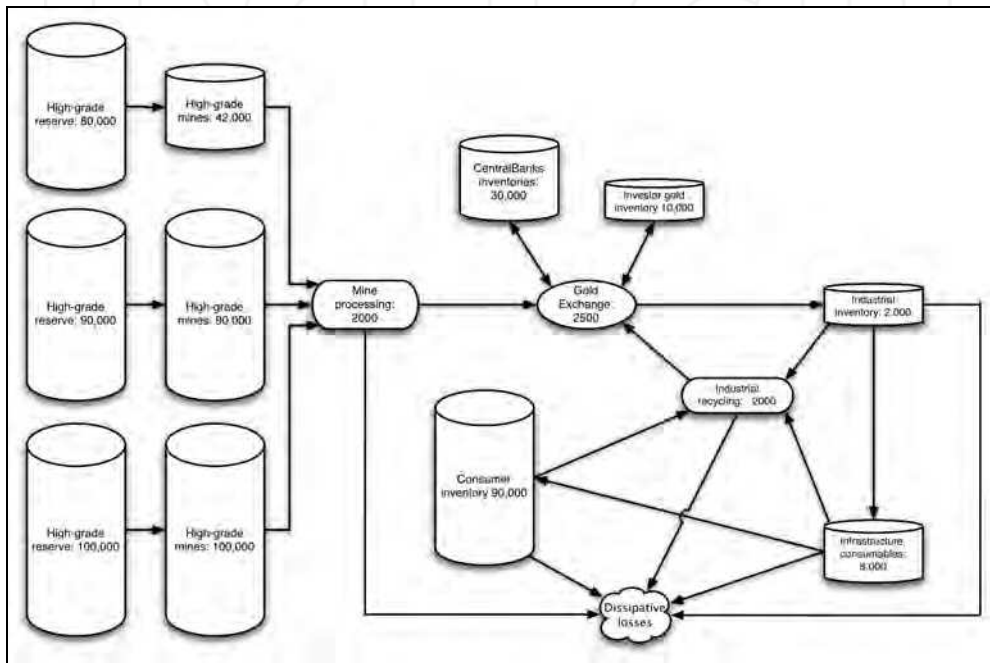 High-grade
reserve: 80,000
High-grade
mines: 42,000
CentralBanks
inventories:
30,000
Investor gold
inventory 10,000
High-grade
reserve: 90,000
High-grade
mines: 90,000
Mine
processing:
2000
Gold
Exchange:
2500
Industrial
inventory: 2.000
Industrial
recycling: 2000
Consumer
inventory 90,000
High-grade
reserve: 100,000
High-grade
mines: 100,000
Infrastructure
consumables:
8.000
Dissipative
losses